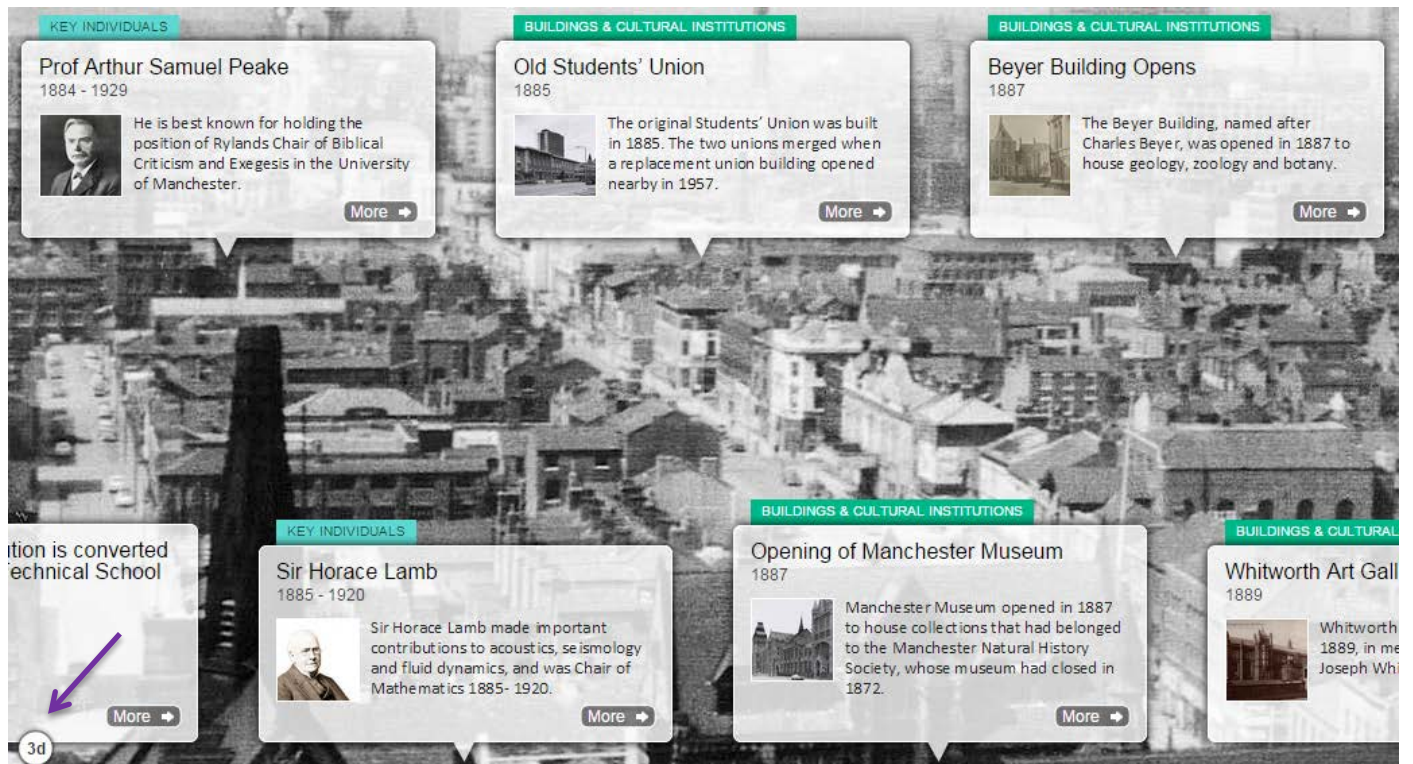 KEY INDIVIDUALS
Prof Arthur Samuel Peake
1884 - 1929
He is best known for holding the
position of Rylands Chair of Biblical
Criticism and Exegesis in the University
of Manchester.
More
BUILDINGS & CULTURAL INSTITUTIONS
Old Students' Union
1885
The original Students' Union was built
in 1885. The two unions merged when
a replacement union building opened
nearby in 1957.
More
BUILDINGS & CULTURAL INSTITUTIONS
Beyer Building Opens
1887
The Beyer Building, named after
Charles Beyer, was opened in 1887 to
house geology, zoology and botany.
More
ution is converted
Technical School
More
3d
KEY INDIVIDUALS
Sir Horace Lamb
1885 - 1920
Sir Horace Lamb made important
contributions to acoustics, seismology
and fluid dynamics, and was Chair of
Mathematics 1885- 1920.
More
BUILDINGS & CULTURAL INSTITUTIONS
Opening of Manchester Museum
1887
Manchester Museum opened in 1887
to house collections that had belonged
to the Manchester Natural History
Society, whose museum had closed in
1872.
More
BUILDINGS & CULTURAL
Whitworth Art Gall
1889
Whitworth
1889, in me
Joseph Whi